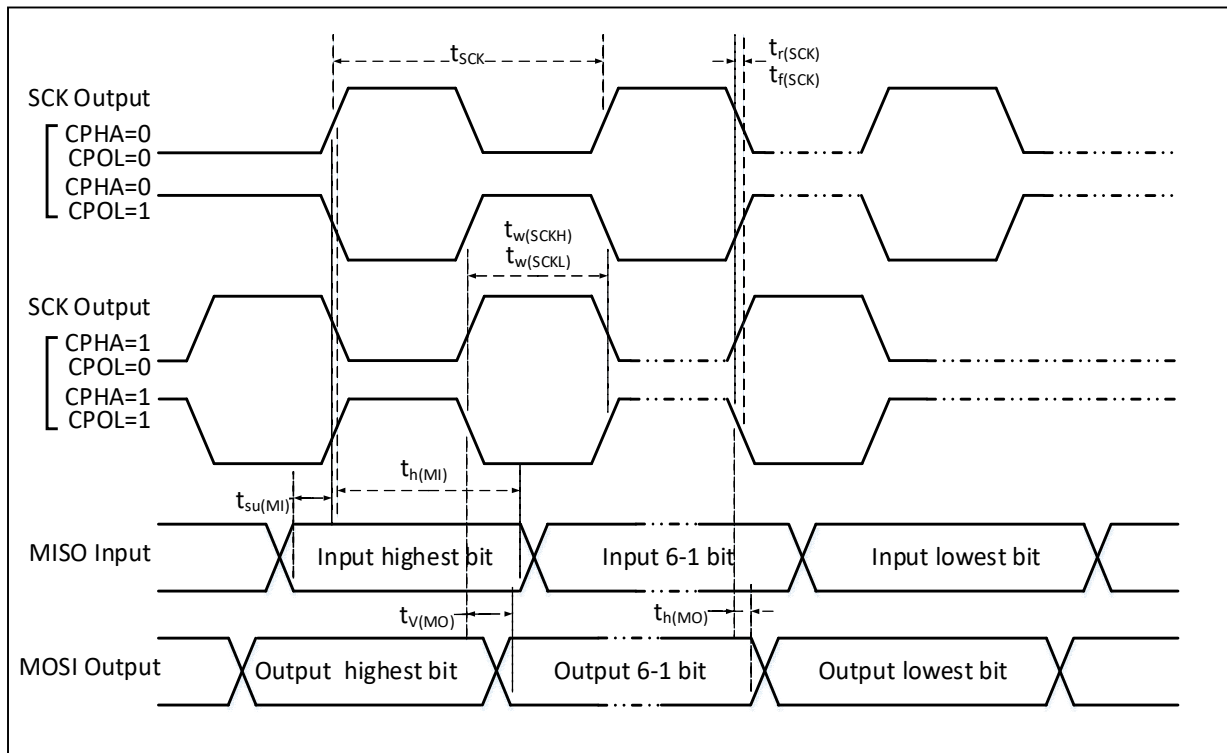 tSCK
tr(SCK)
tf(SCK)
SCK Output
CPHA=0
CPOL=0
CPHA=0
CPOL=1
tw(SCKH)
tw(SCKL)
SCK Output
CPHA=1
CPOL=0
CPHA=1
CPOL=1
th(MI)
tsu(MI)
MISO Input
Input highest bit
Input 6-1 bit
Input lowest bit
tV(MO)
th(MO)
MOSI Output
Output highest bit
Output 6-1 bit
Output lowest bit